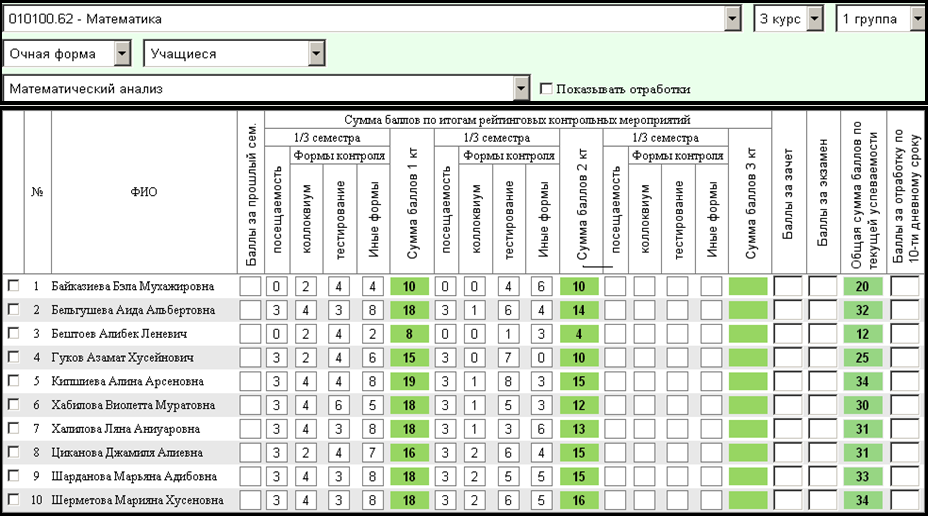 010100.62 - Математика 3 курс 1 группа
Очная форма Учащиеся
Математический анализ Показывать отработки
№ ФИО Баллы за прошлый сем. Сумма баллов по итогам рейтинговых контрольных мероприятий Баллы за зачет Баллы за экзамен Общая сумма баллов по текущей успеваемости Баллы за отработку по 10-ти дневному сроку
1/3 семестра Сумма баллов 1 кт 1/3 семестра Сумма баллов 2 кт 1/3 семестра Сумма баллов 3 кт
посещаемость Формы контроля посещаемость Формы контроля посещаемость Формы контроля
коллоквиум тестирование Иные формы коллоквиум тестирование Иные формы коллоквиум тестирование Иные формы
1 Байказиева Бэла Мухажировна 0 2 4 4 10 0 0 4 6 10 20
2 Бельгушева Аида Альбертовна 3 4 3 8 18 3 1 6 4 14 32
3 Бештоев Алибек Леневич 0 2 4 2 8 0 0 1 3 4 12
4 Гуков Азамат Хусейнович 3 2 4 6 15 3 0 7 0 10 25
5 Кипшиева Алина Арсеновна 3 4 4 8 19 3 1 8 3 15 34
6 Хабилова Виолетта Муратовна 3 4 6 5 18 3 1 5 3 12 30
7 Халилова Ляна Аниуаровна 3 4 3 8 18 3 1 3 6 13 31
8 Циканова Джамиля Алиевна 3 2 4 7 16 3 2 6 4 15 31
9 Шарданова Марьяна Адибовна 3 4 3 8 18 3 2 5 5 15 33
10 Шерметова Марияна Хусеновна 3 4 3 8 18 3 2 6 5 16 34